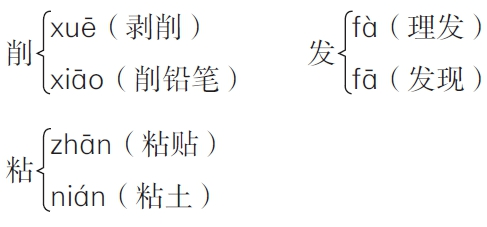 削 xuē（剥削） xiāo（削铅笔）
发 fà（理发） fā（发现）
粘 zhān（粘贴） nián（粘土）